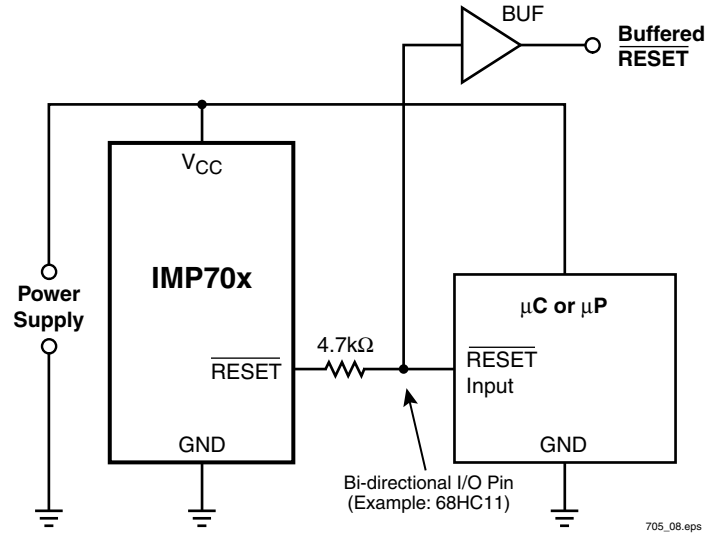 BUF
Buffered
RESET
VCC
IMP70x
Power
Supply
µC or µP
4.7kΩ
RESET
RESET
Input
GND
GND
Bi-directional I/O Pin
(Example: 68HC11)
705_08.eps